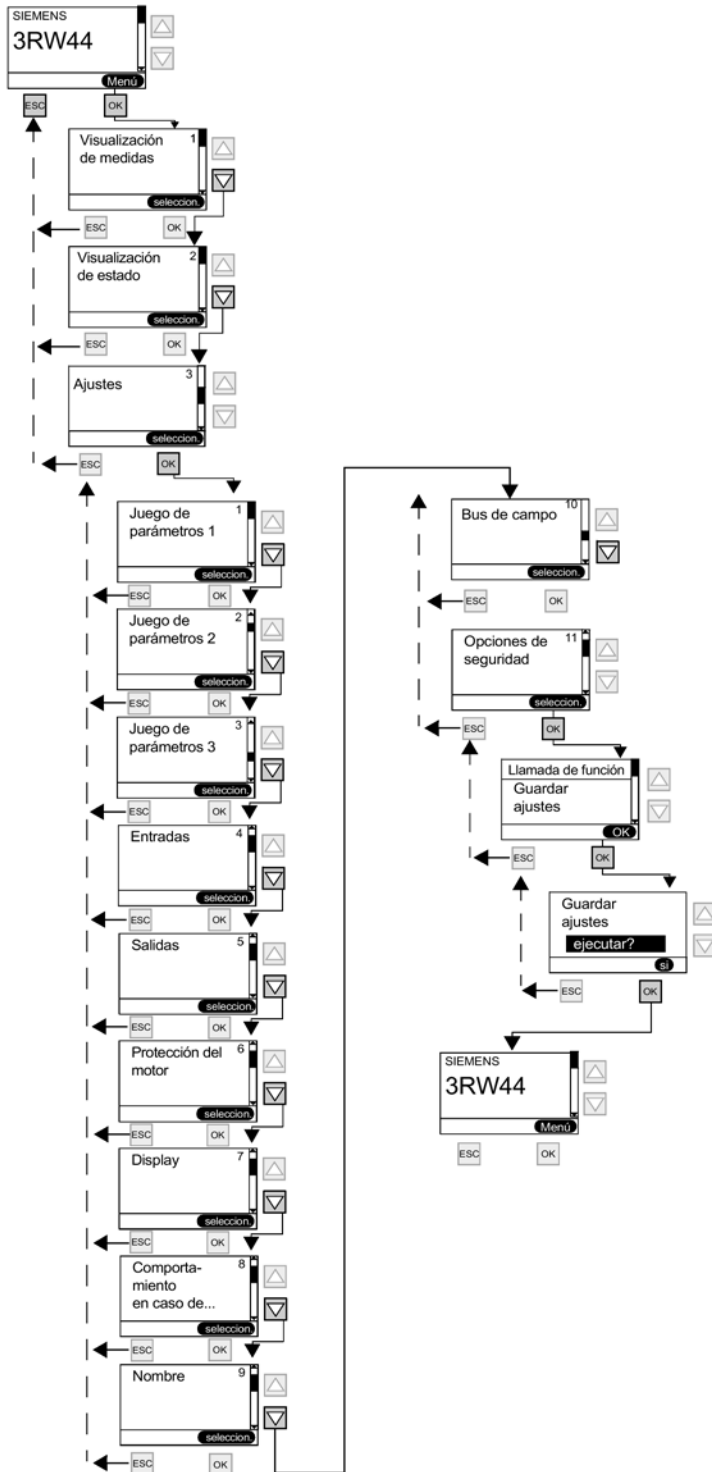 SIEMENS
3RW44
Menú
ESC
OK
Visualización
de medidas
1
seleccion.
ESC
OK
Visualización
de estado
2
seleccion.
ESC
OK
Ajustes
3
seleccion.
ESC
OK
Juego de
parámetros 1
1
seleccion.
ESC
OK
Juego de
parámetros 2
2
seleccion.
ESC
OK
Juego de
parámetros 3
3
seleccion.
ESC
OK
Entradas
4
seleccion.
ESC
OK
Salidas
5
seleccion
ESC
OK
Protección del
motor
6
seleccion.
ESC
OK
Display
7
seleccion.
ESC
OK
Comporta-
miento
en caso de...
8
seleccion.
ESC
OK
Nombre
9
seleccion.
ESC
OK
Bus de campo
10
seleccion.
ESC
OK
Opciones de
seguridad
11
seleccion.
ESC
OK
Llamada de función
Guardar
ajustes
OK
ESC
OK
Guardar
ajustes
ejecutar?
sí
ESC
OK
SIEMENS
3RW44
Menú
ESC
OK